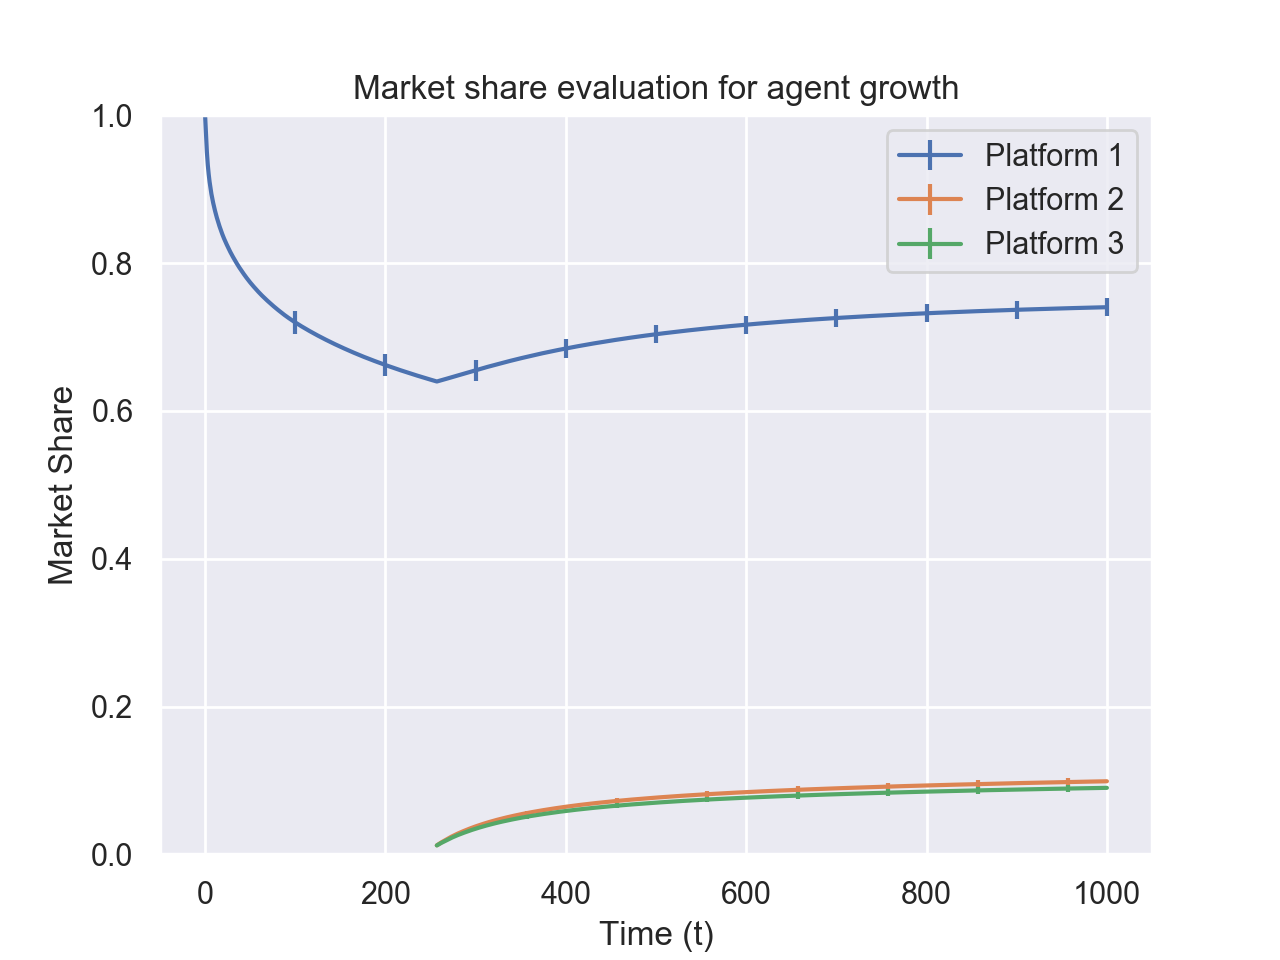 Market share evaluation for agent growth
1.0
0.8
0.6
0.4
0.2
0.0
Market Share
Platform 1
Platform 2
Platform 3
0 200 400 600 800 1000
Time (t)